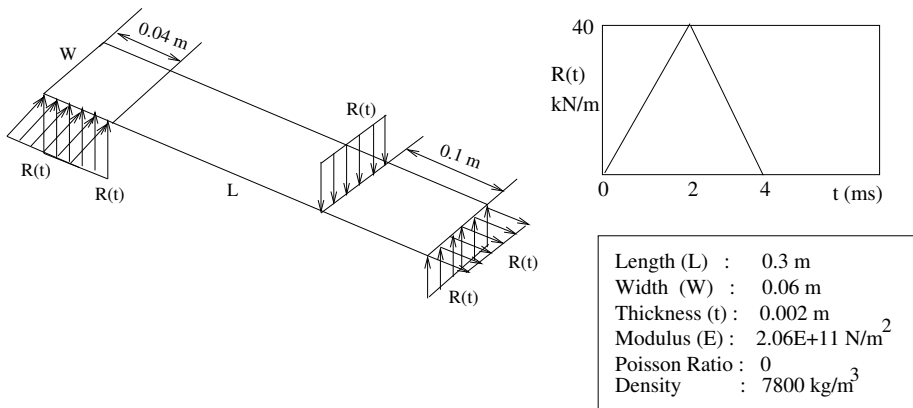 0.04 m
W
R(t)
R(t)
L
R(t)
0.1 m
R(t)
R(t)
40
R(t)
kN/m
0
2
4
t (ms)
Length (L) : 0.3 m
Width (W) : 0.06 m
Thickness (t) : 0.002 m
Modulus (E) : 2.06E+11 N/m2
Poisson Ratio : 0
Density : 7800 kg/m3